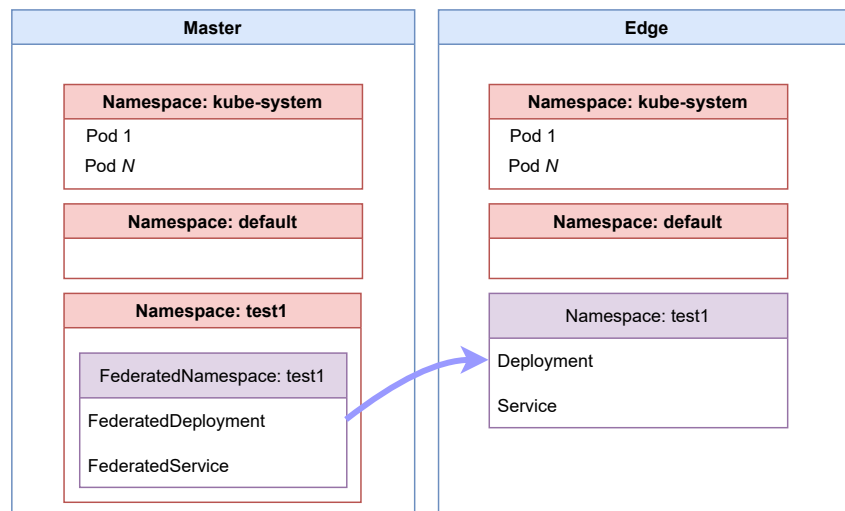 Master
Namespace: kube-system
Pod 1
Pod N
Namespace: default
Namespace: test1
FederatedNamespace: test1
FederatedDeployment
FederatedService
Edge
Namespace: kube-system
Pod 1
Pod N
Namespace: default
Namespace: test1
Deployment
Service